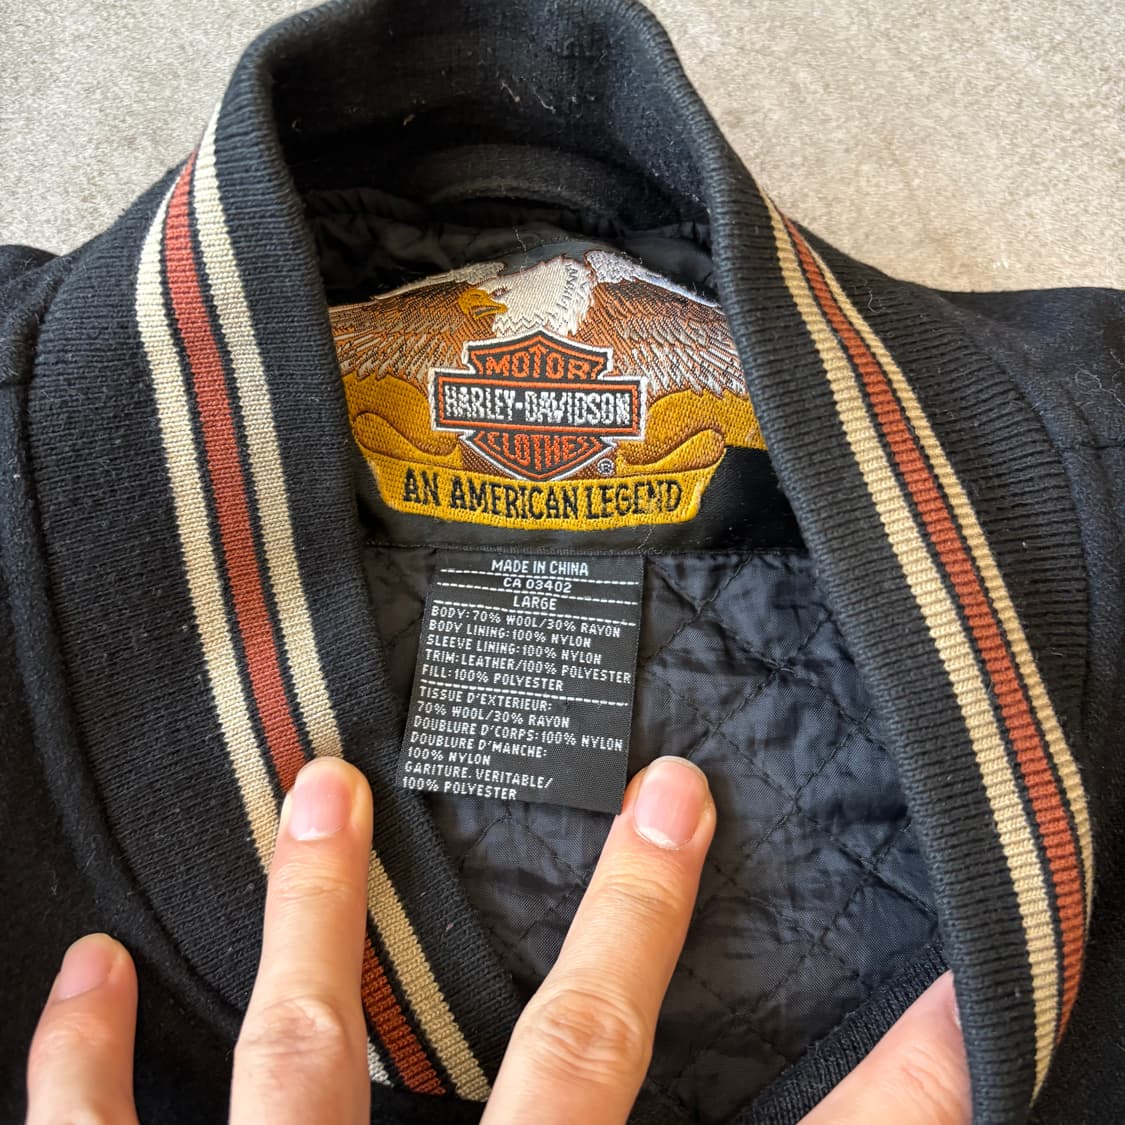 MOTOR
HARLEY-DAVIDSON
CLOTHES
®
AN AMERICAN LEGEND
MADE IN CHINA
CA 03402
LARGE
BODY:70% WOOL/30% RAYON
BODY LINING:100% NYLON
SLEEVE LINING:100% NYLON
TRIM:LEATHER/100% POLYESTER
FILL:100% POLYESTER
TISSUE D'EXTERIEUR:
70% WOOL/30% RAYON
DOUBLURE D'CORPS:100% NYLON
DOUBLURE D'MANCHE:
100% NYLON
GARITURE. VERITABLE/
100% POLYESTER